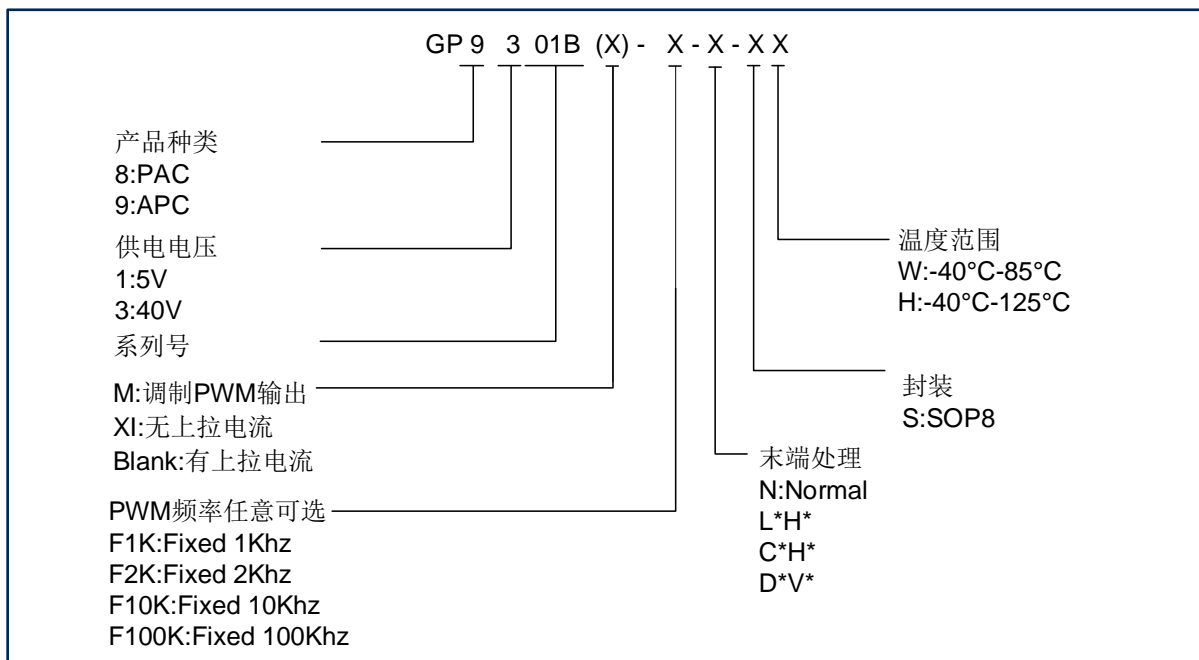 GP 9 3 01B (X) - X - X - X X
产品种类
8:PAC
9:APC
供电电压
1:5V
3:40V
系列号
M:调制PWM输出
XI:无上拉电流
Blank:有上拉电流
PWM频率任意可选
F1K:Fixed 1Khz
F2K:Fixed 2Khz
F10K:Fixed 10Khz
F100K:Fixed 100Khz
温度范围
W:-40°C-85°C
H:-40°C-125°C
封装
S:SOP8
末端处理
N:Normal
L*H*
C*H*
D*V*